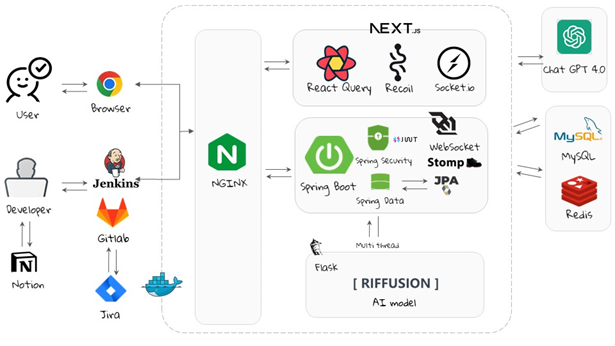 NEXT.JS
React Query
Recoil
Socket.io
Chat GPT 4.0
User
Browser
N
NGINX
Spring Boot
JWT
Spring Security
Spring Data
WebSocket
Stomp
JPA
MySQL
MySQL
Redis
Developer
Jenkins
Gitlab
Notion
Jira
Multi thread
Flask
[ RIFFUSION ]
AI model